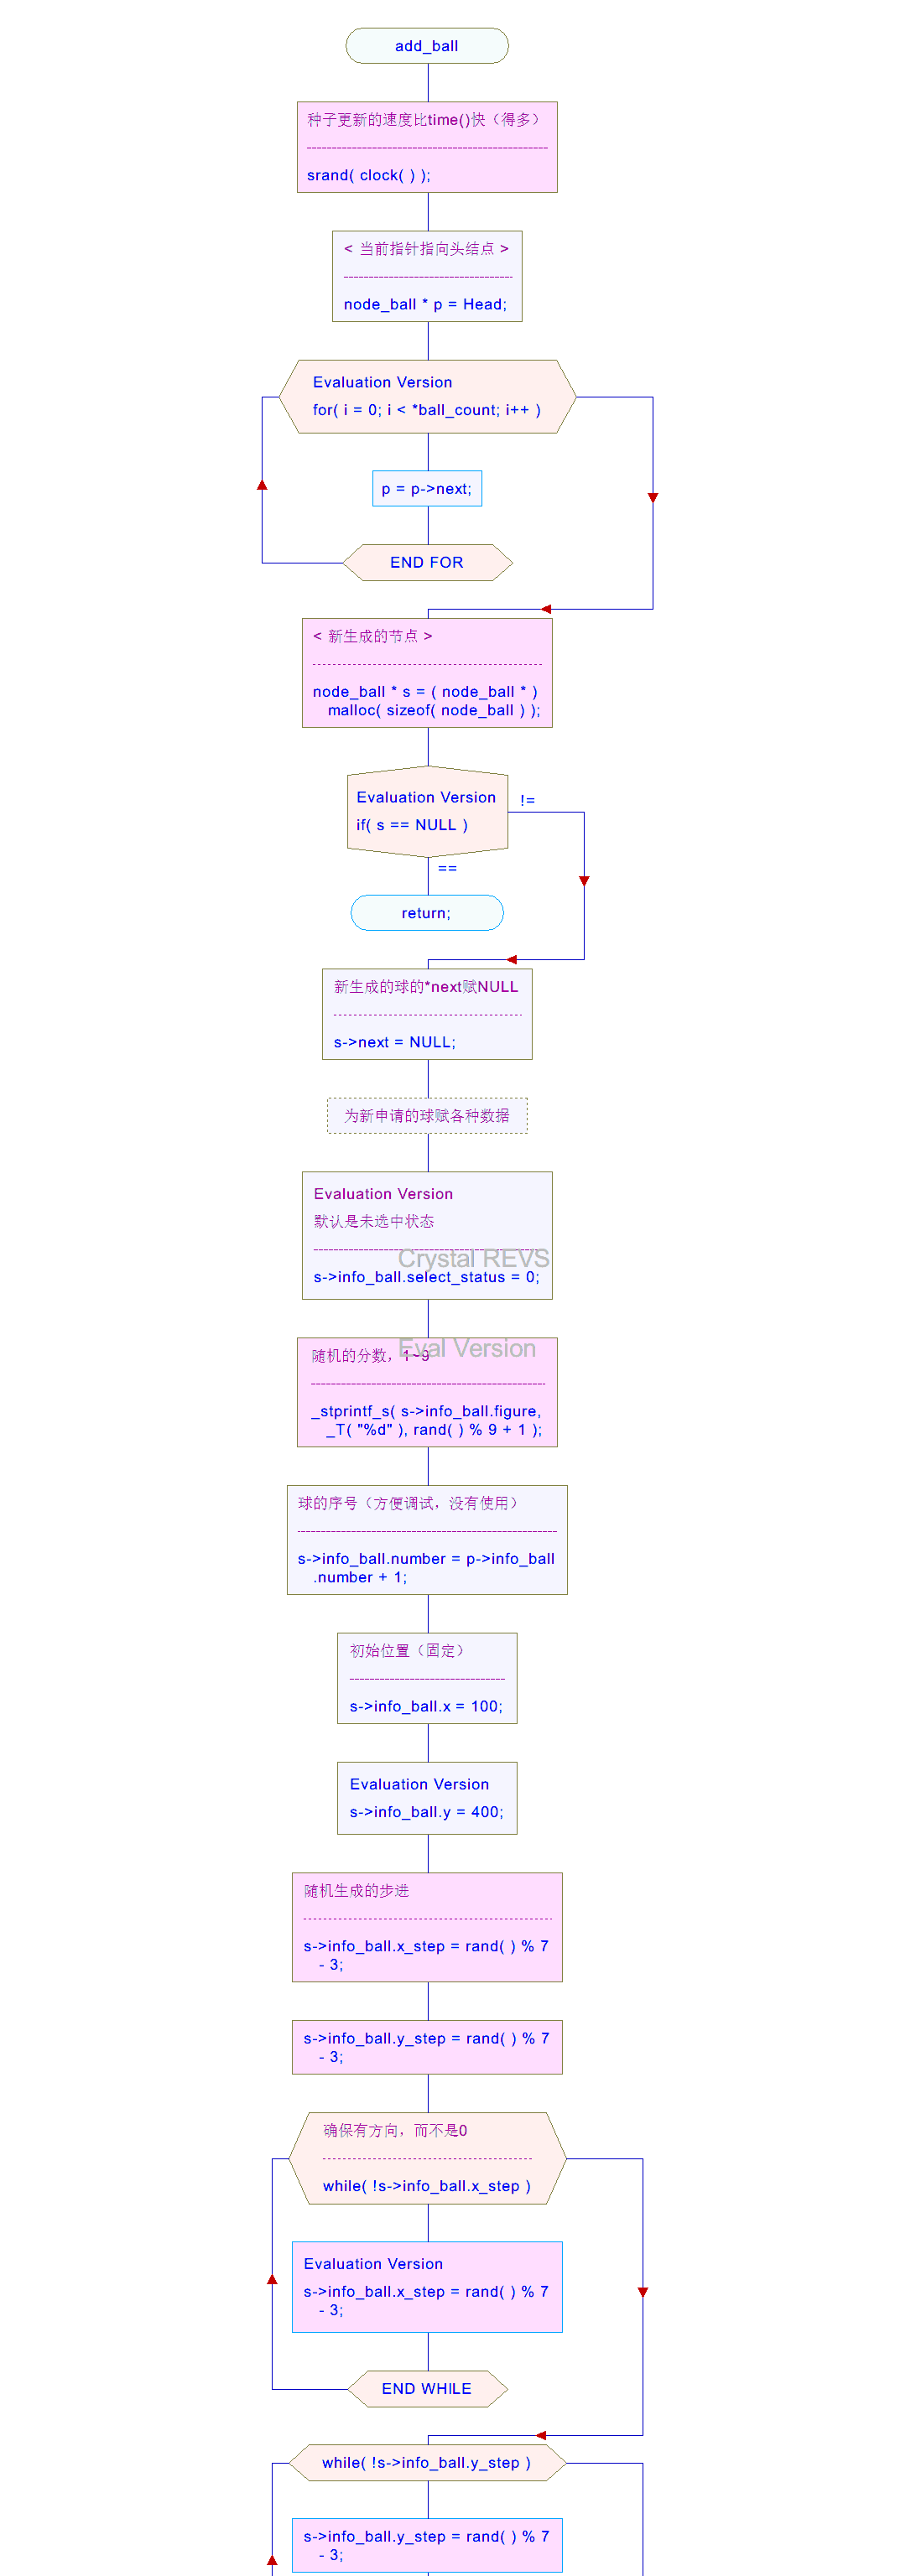 add_ball
种子更新的速度比time()快（得多）
srand( clock( ) );
< 当前指针指向头结点 >
node_ball * p = Head;
Evaluation Version
for( i = 0; i < *ball_count; i++ )
p = p->next;
END FOR
< 新生成的节点 >
node_ball * s = ( node_ball * )
malloc( sizeof( node_ball ) );
Evaluation Version
if( s == NULL )
!=
==
return;
新生成的球的*next赋NULL
s->next = NULL;
为新申请的球赋各种数据
Evaluation Version
默认是未选中状态
Crystal REVS
s->info_ball.select_status = 0;
Eval Version
随机的分数，1~9
_stprintf_s( s->info_ball.figure,
_T( "%d" ), rand( ) % 9 + 1 );
球的序号（方便调试，没有使用）
s->info_ball.number = p->info_ball
.number + 1;
初始位置（固定）
s->info_ball.x = 100;
Evaluation Version
s->info_ball.y = 400;
随机生成的步进
s->info_ball.x_step = rand( ) % 7
- 3;
s->info_ball.y_step = rand( ) % 7
- 3;
确保有方向，而不是0
while( !s->info_ball.x_step )
Evaluation Version
s->info_ball.x_step = rand( ) % 7
- 3;
END WHILE
while( !s->info_ball.y_step )
s->info_ball.y_step = rand( ) % 7
- 3;